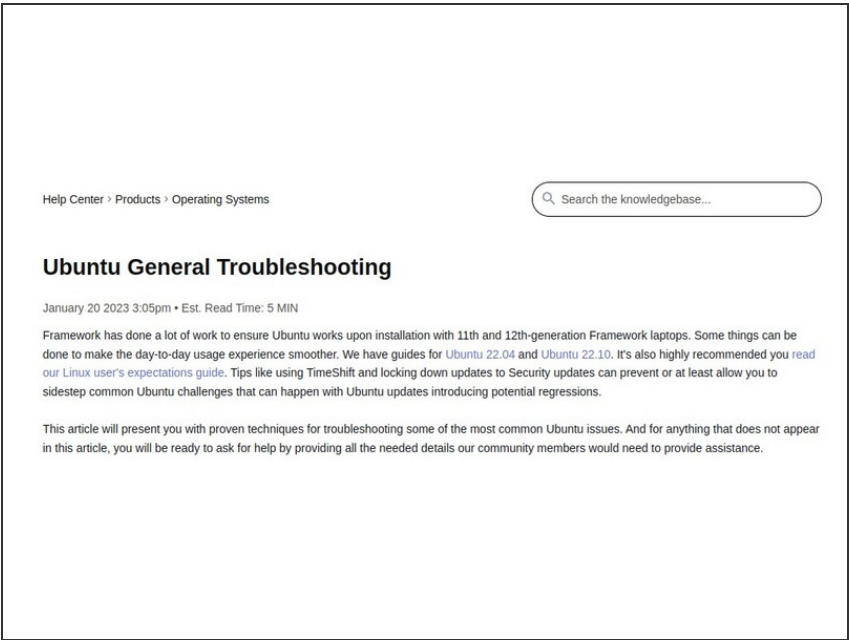 Help Center › Products › Operating Systems
Search the knowledgebase...
Ubuntu General Troubleshooting
January 20 2023 3:05pm • Est. Read Time: 5 MIN
Framework has done a lot of work to ensure Ubuntu works upon installation with 11th and 12th-generation Framework laptops. Some things can be
done to make the day-to-day usage experience smoother. We have guides for Ubuntu 22.04 and Ubuntu 22.10. It's also highly recommended you read
our Linux user's expectations guide. Tips like using TimeShift and locking down updates to Security updates can prevent or at least allow you to
sidestep common Ubuntu challenges that can happen with Ubuntu updates introducing potential regressions.
This article will present you with proven techniques for troubleshooting some of the most common Ubuntu issues. And for anything that does not appear
in this article, you will be ready to ask for help by providing all the needed details our community members would need to provide assistance.